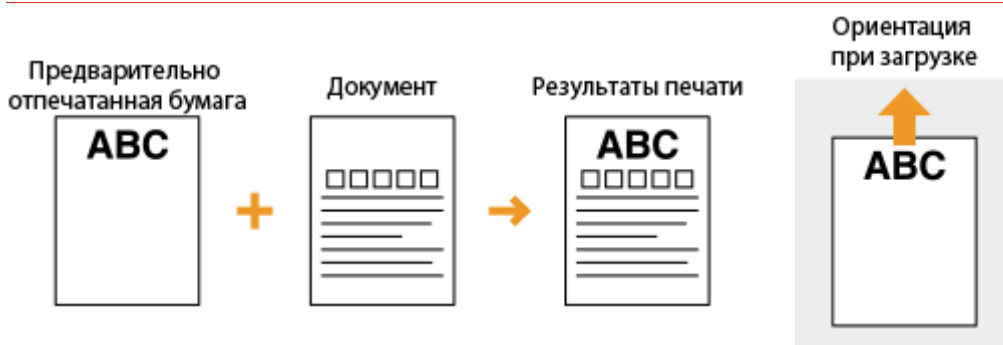 Предварительно
отпечатанная бумага
Документ
Результаты печати
Ориентация
при загрузке
ABC
ABC
ABC